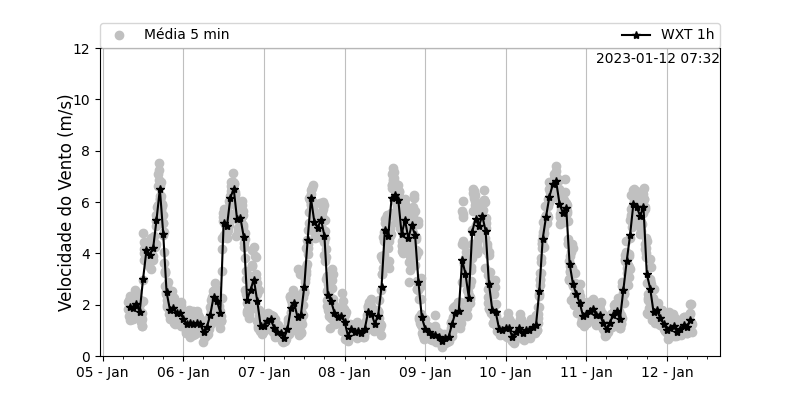 Média 5 min
WXT 1h
2023-01-12 07:32
Velocidade do Vento (m/s)
12
10
8
6
4
2
0
05 - Jan
06 - Jan
07 - Jan
08 - Jan
09 - Jan
10 - Jan
11 - Jan
12 - Jan